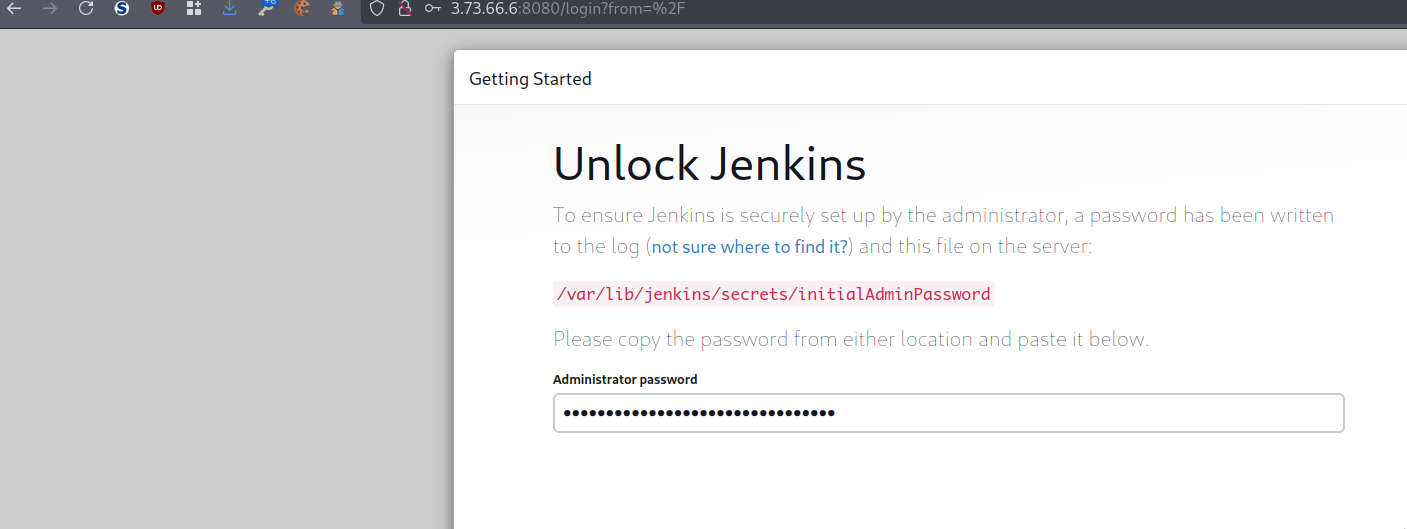 3.73.66.6:8080/login?from=%2F
Getting Started
Unlock Jenkins
To ensure Jenkins is securely set up by the administrator, a password has been written
to the log (not sure where to find it?) and this file on the server:
/var/lib/jenkins/secrets/initialAdminPassword
Please copy the password from either location and paste it below.
Administrator password
••••••••••••••••••••••••••••••••